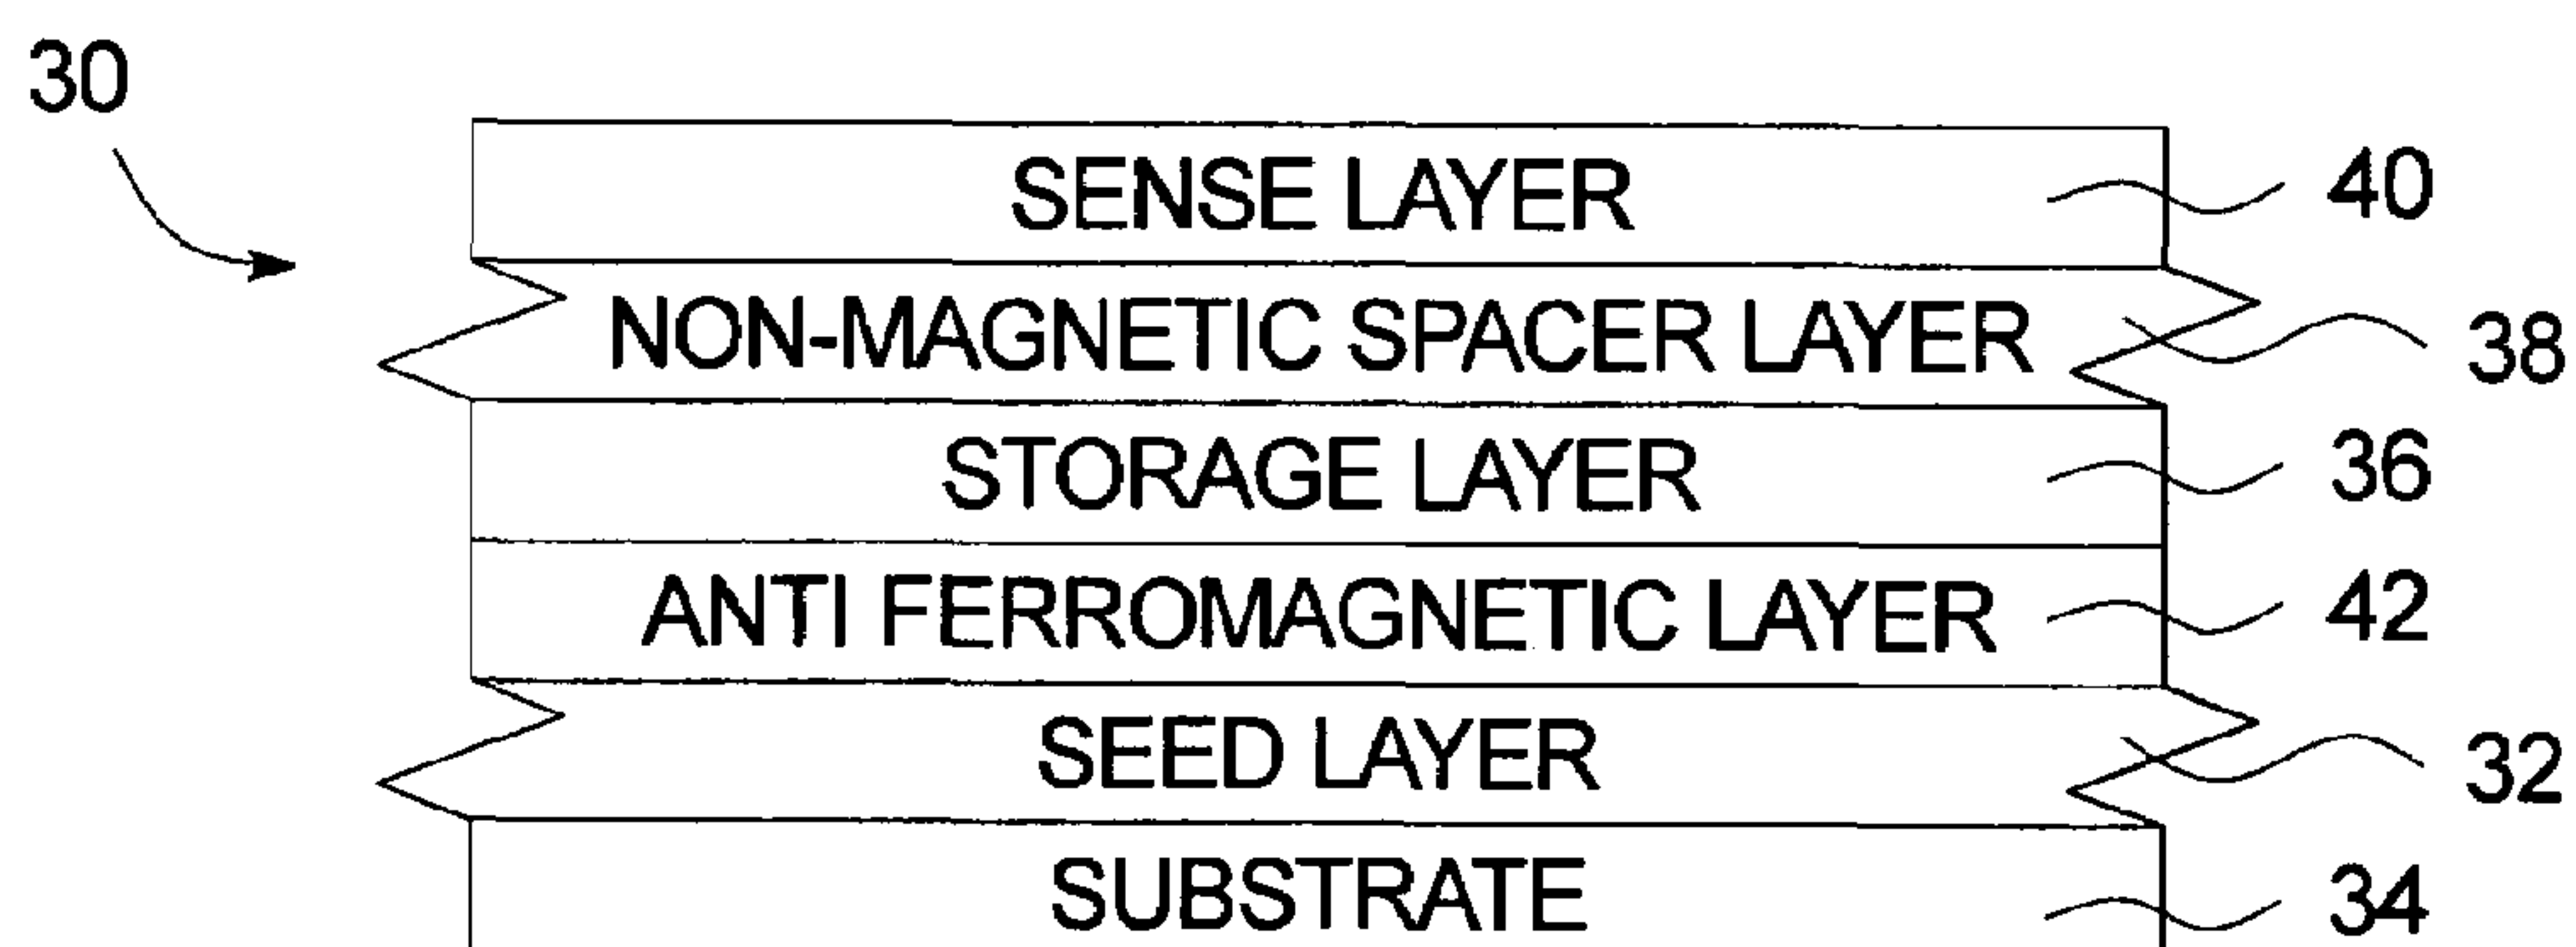 30
SENSE LAYER 40
NON-MAGNETIC SPACER LAYER 38
STORAGE LAYER 36
ANTI FERROMAGNETIC LAYER 42
SEED LAYER 32
SUBSTRATE 34